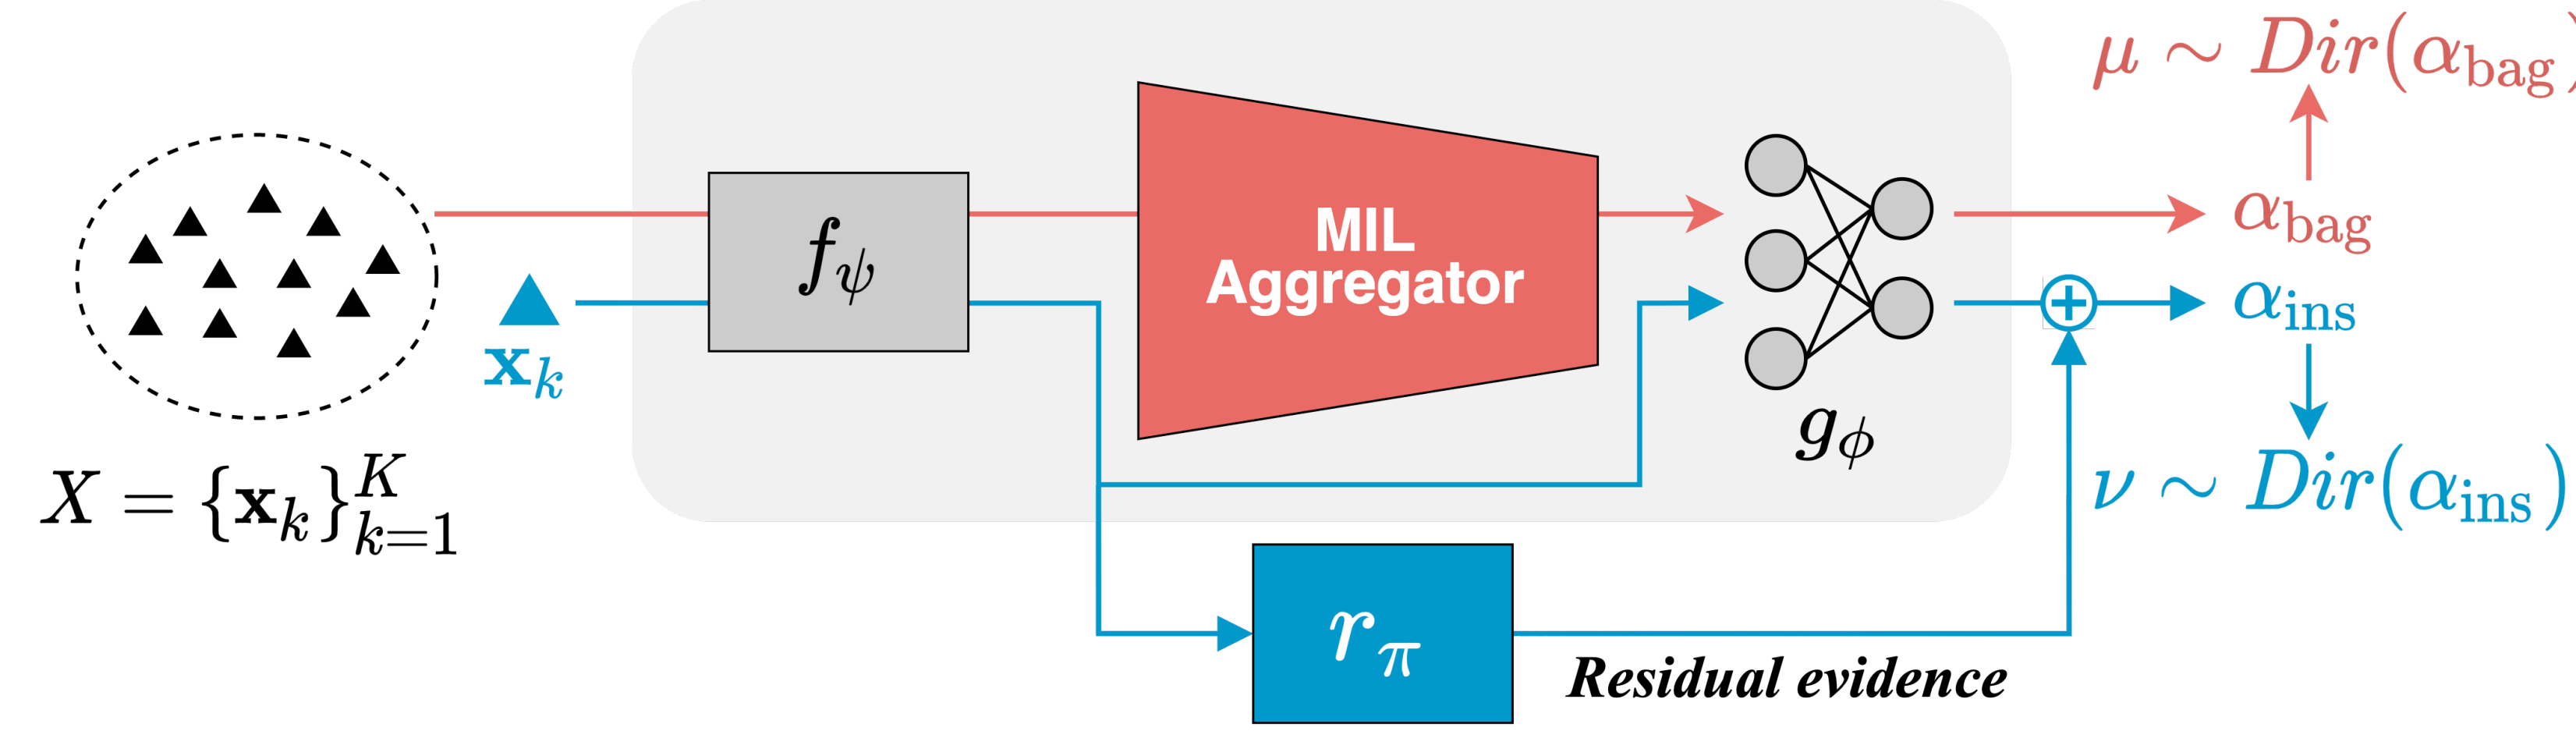 X = {x_k}_{k=1}^{K}
x_k
f_ψ
MIL
Aggregator
g_ϕ
r_π
Residual evidence
μ ~ Dir(α_bag)
α_bag
α_ins
ν ~ Dir(α_ins)